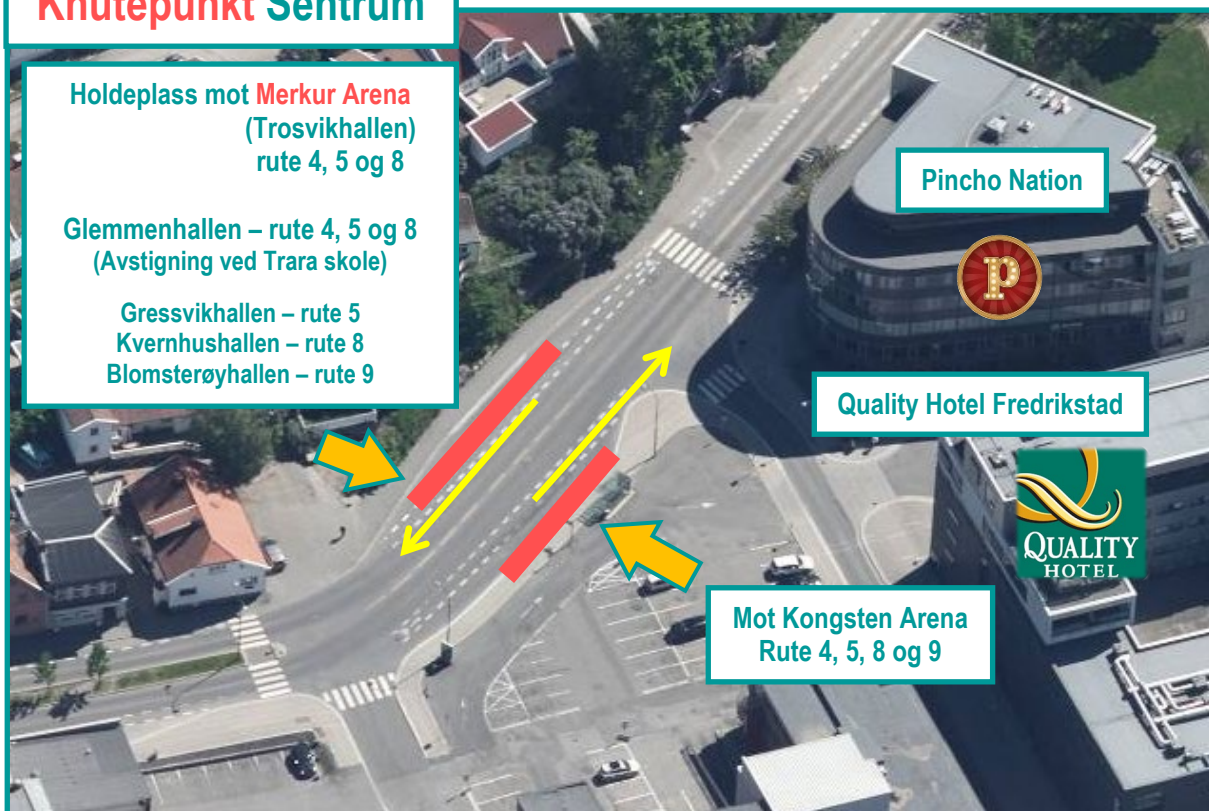 Knutepunkt Sentrum
Holdeplass mot Merkur Arena
(Trosvikhallen)
rute 4, 5 og 8
Glemmenhallen – rute 4, 5 og 8
(Avstigning ved Trara skole)
Gressvikhallen – rute 5
Kvernhushallen – rute 8
Blomsterøyhallen – rute 9
Pincho Nation
p
Quality Hotel Fredrikstad
QUALITY
HOTEL
Mot Kongsten Arena
Rute 4, 5, 8 og 9